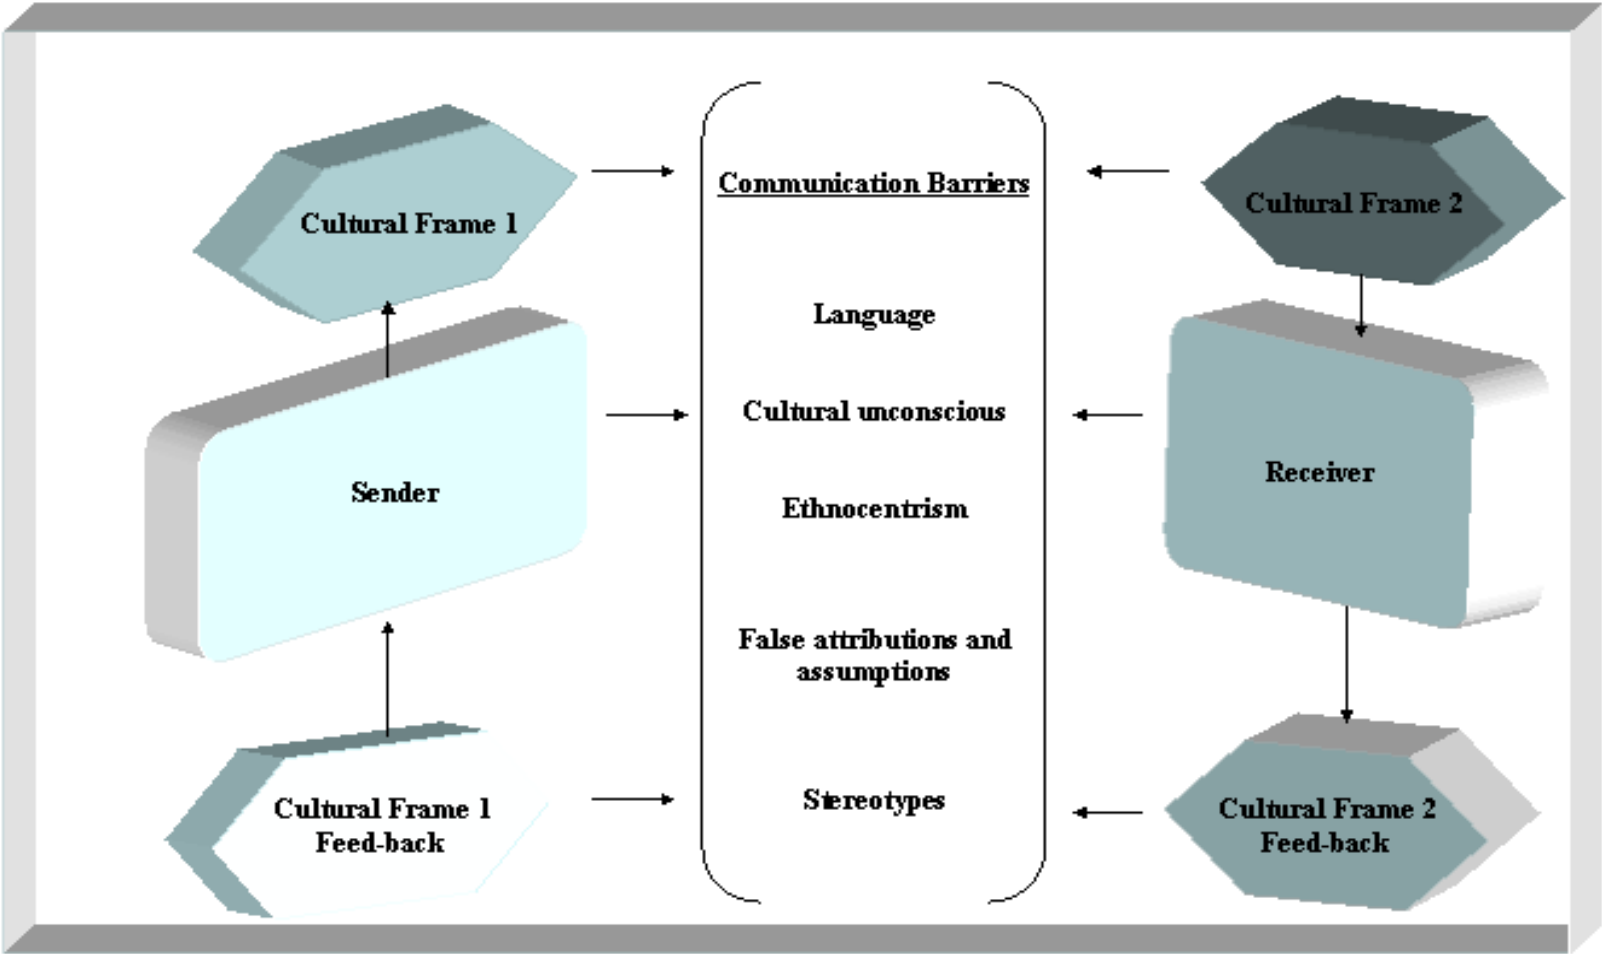 Communication Barriers
Cultural Frame 1
Cultural Frame 2
Language
Cultural unconscious
Sender
Receiver
Ethnocentrism
False attributions and
assumptions
Stereotypes
Cultural Frame 1
Feed-back
Cultural Frame 2
Feed-back